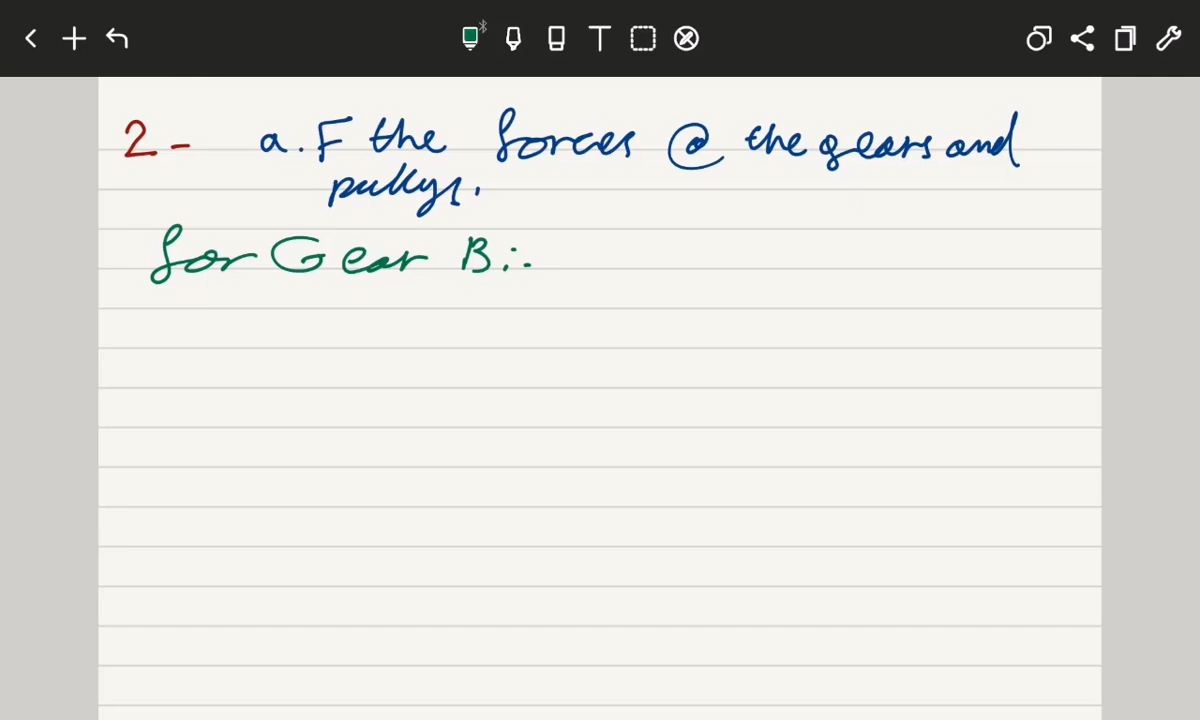 2- a. F the forces @ the gears and
pulleys.
for Gear B:-